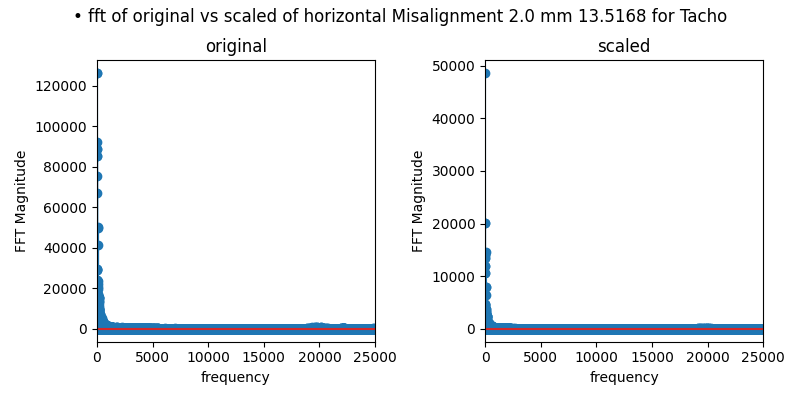 • fft of original vs scaled of horizontal Misalignment 2.0 mm 13.5168 for Tacho
original
120000
100000
80000
60000
40000
20000
0
FFT Magnitude
0 5000 10000 15000 20000 25000
frequency
scaled
50000
40000
30000
20000
10000
0
FFT Magnitude
0 5000 10000 15000 20000 25000
frequency